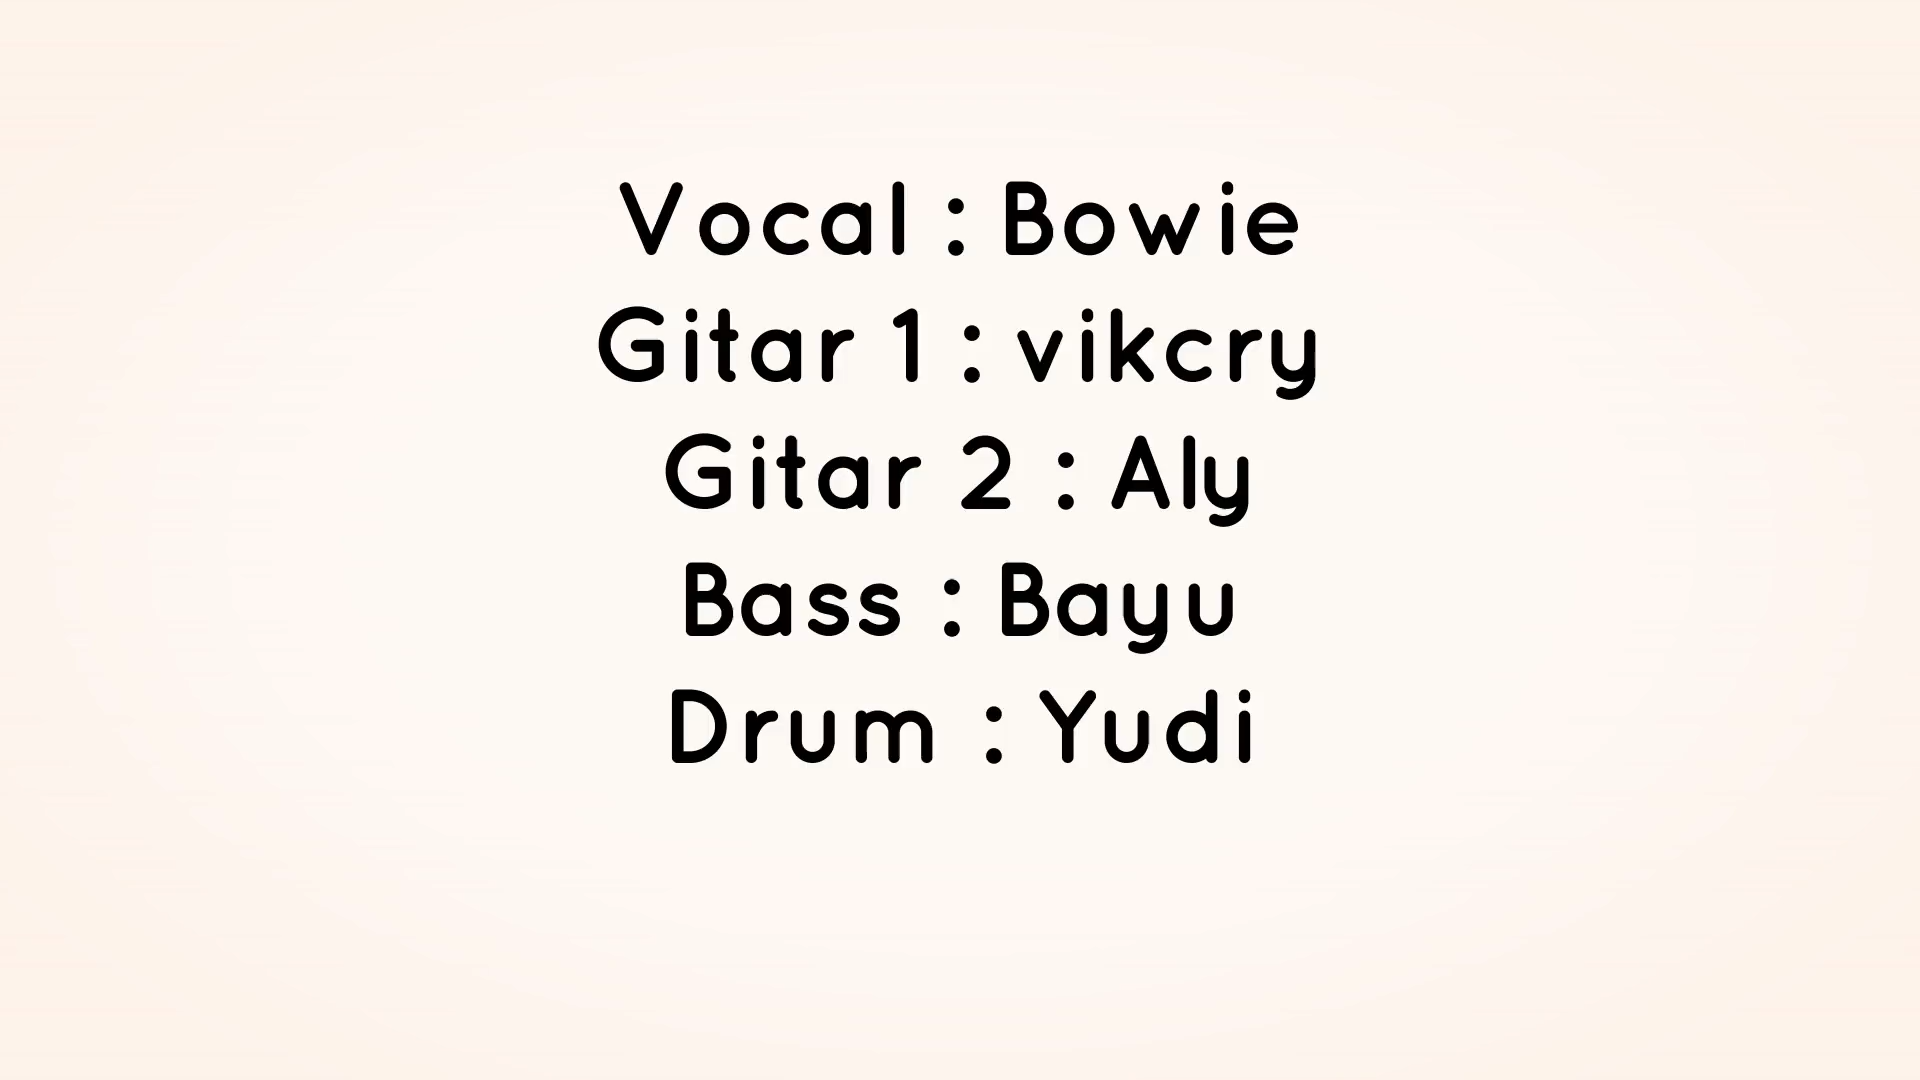 Vocal : Bowie
Gitar 1 : vikcry
Gitar 2 : Aly
Bass : Bayu
Drum : Yudi